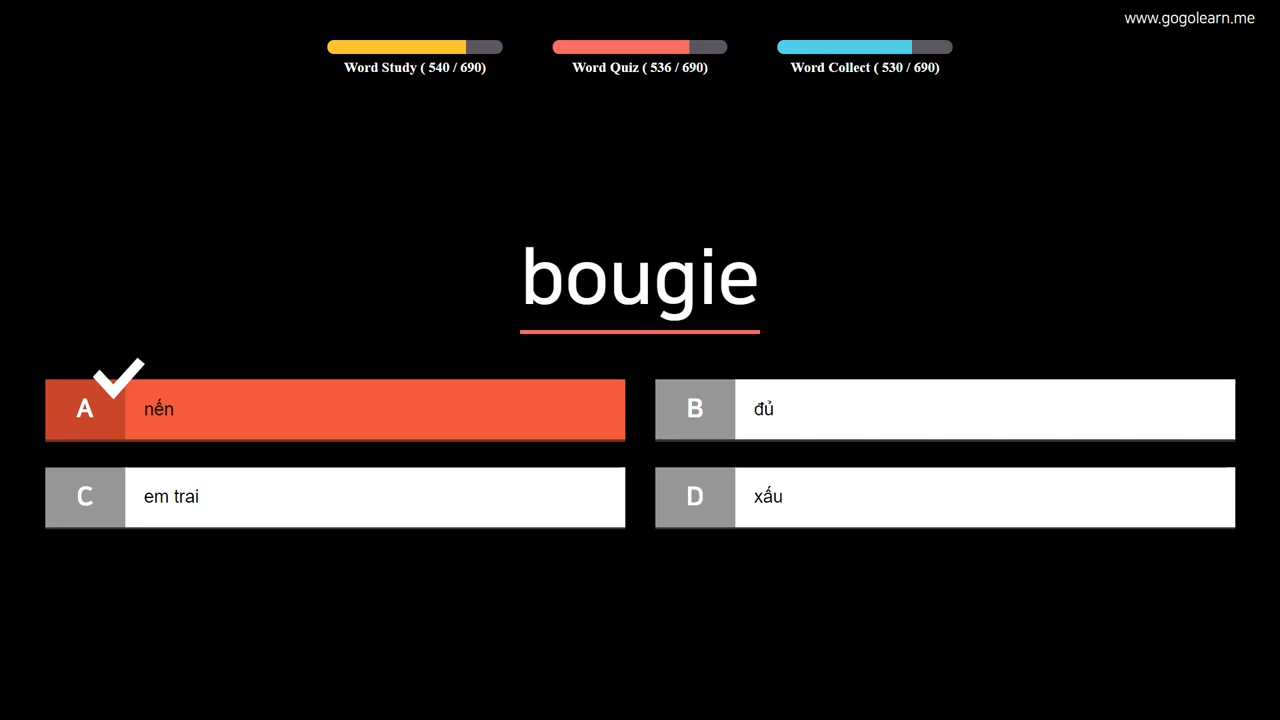 www.gogolearn.me
Word Study ( 540 / 690)
Word Quiz ( 536 / 690)
Word Collect ( 530 / 690)
bougie
A nến
B đủ
C em trai
D xấu